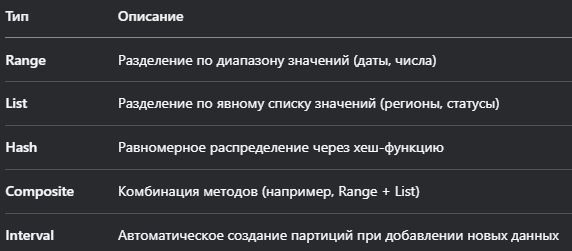 Тип Описание
Range Разделение по диапазону значений (даты, числа)
List Разделение по явному списку значений (регионы, статусы)
Hash Равномерное распределение через хеш-функцию
Composite Комбинация методов (например, Range + List)
Interval Автоматическое создание партиций при добавлении новых данных